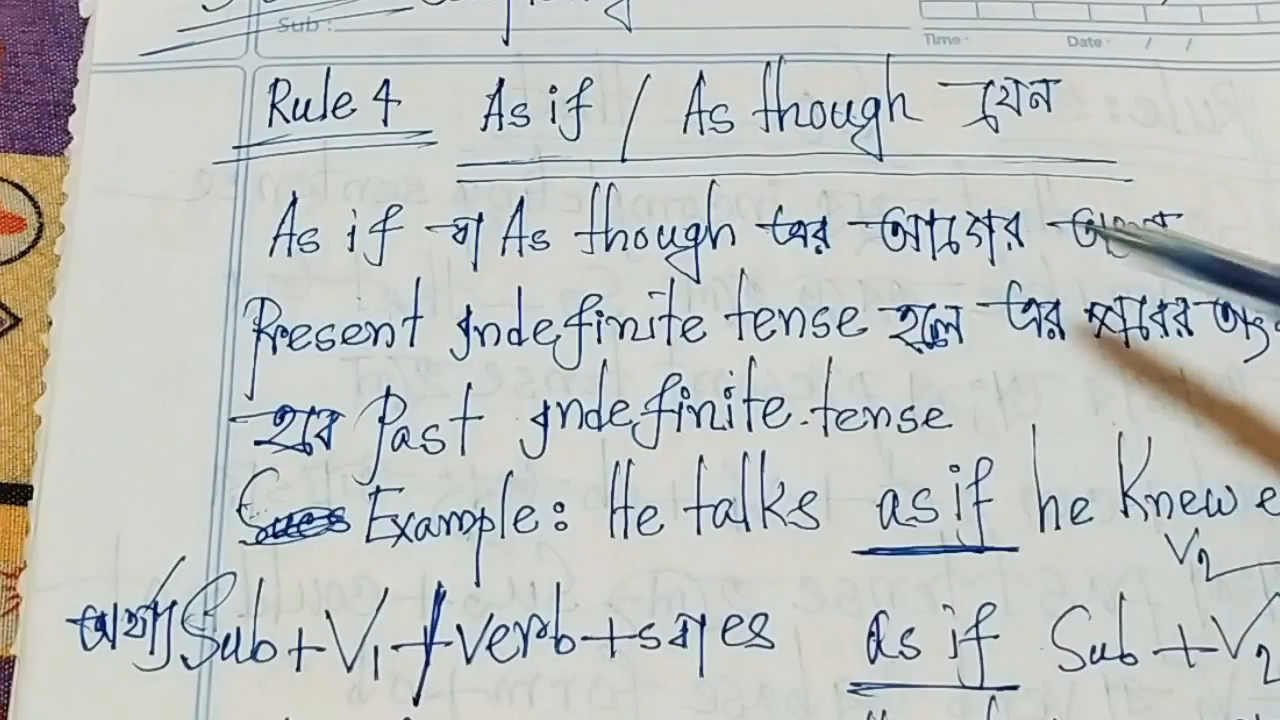 Sub :
Time : Date : / /
Rule 4 As if / As though যেন
As if বা As though এর আগের
Present Indefinite tense হলে এর পরের
হবে Past Indefinite tense
Example: He talks as if he Knew
V2
অর্থাৎ Sub + V1 / verb + s বা es as if Sub + V2